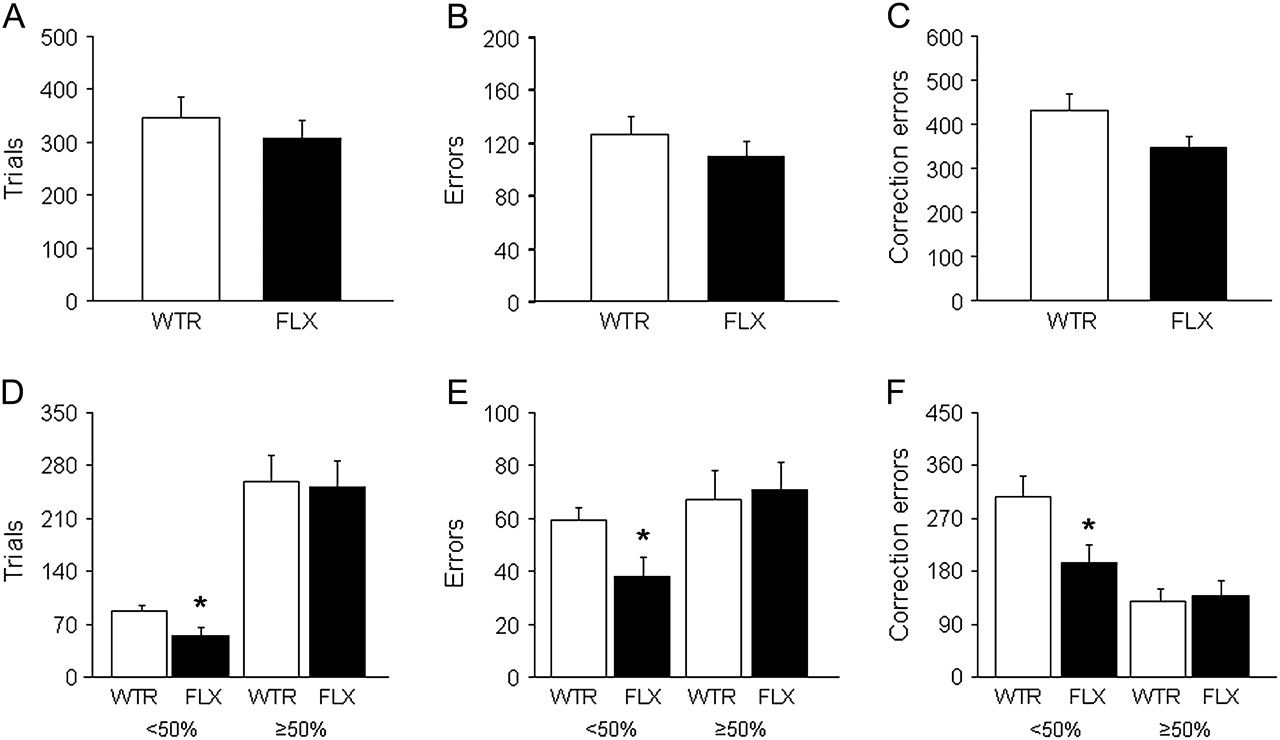 A
Trials
500
400
300
200
100
0
WTR FLX
B
Errors
200
160
120
80
40
0
WTR FLX
C
Correction errors
600
500
400
300
200
100
0
WTR FLX
D
Trials
350
280
210
140
70
0
*
WTR FLX WTR FLX
<50% ≥50%
E
Errors
100
80
60
40
20
0
*
WTR FLX WTR FLX
<50% ≥50%
F
Correction errors
450
360
270
180
90
0
*
WTR FLX WTR FLX
<50% ≥50%